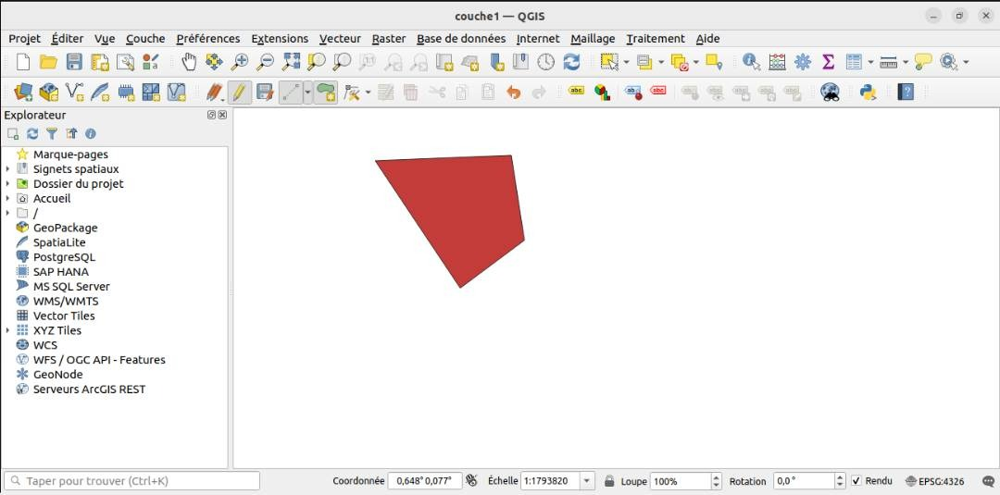 couche1 — QGIS
Projet Éditer Vue Couche Préférences Extensions Vecteur Raster Base de données Internet Maillage Traitement Aide
abc abc abc
Explorateur
Marque-pages
Signets spatiaux
Dossier du projet
Accueil
/
GeoPackage
SpatiaLite
PostgreSQL
SAP HANA
MS SQL Server
WMS/WMTS
Vector Tiles
XYZ Tiles
WCS
WFS / OGC API - Features
GeoNode
Serveurs ArcGIS REST
Taper pour trouver (Ctrl+K) Coordonnée 0,648° 0,077° Échelle 1:1793820 Loupe 100% Rotation 0,0 ° Rendu EPSG:4326